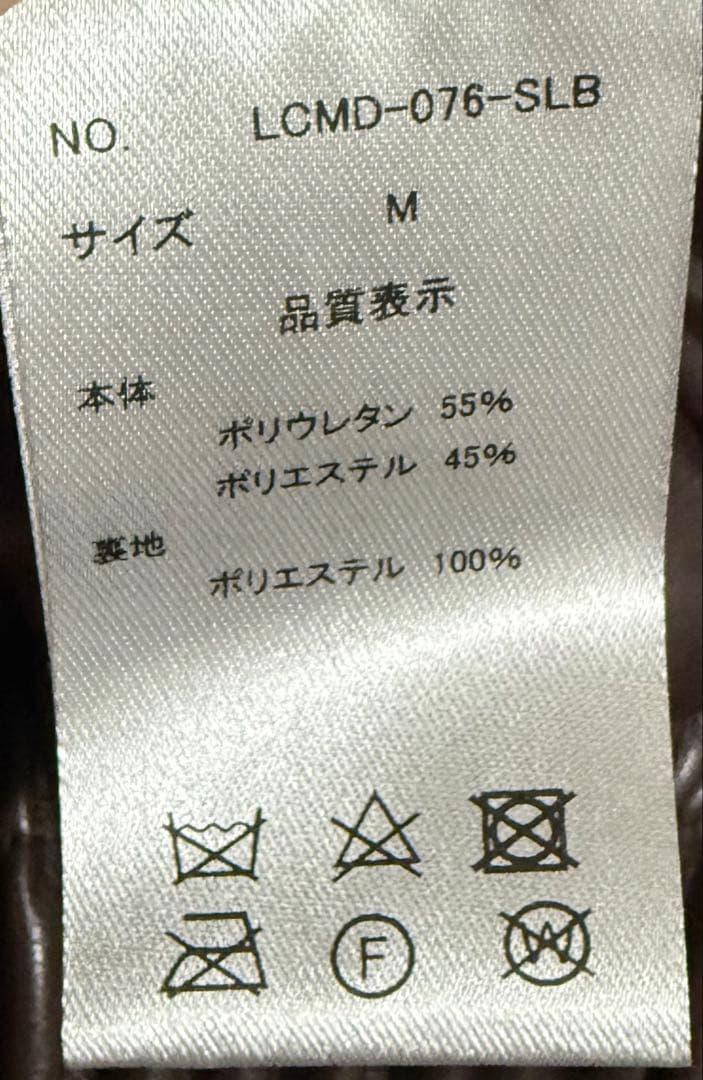 NO. LCMD-076-SLB
サイズ M
品質表示
本体
ポリウレタン 55%
ポリエステル 45%
裏地
ポリエステル 100%
F W